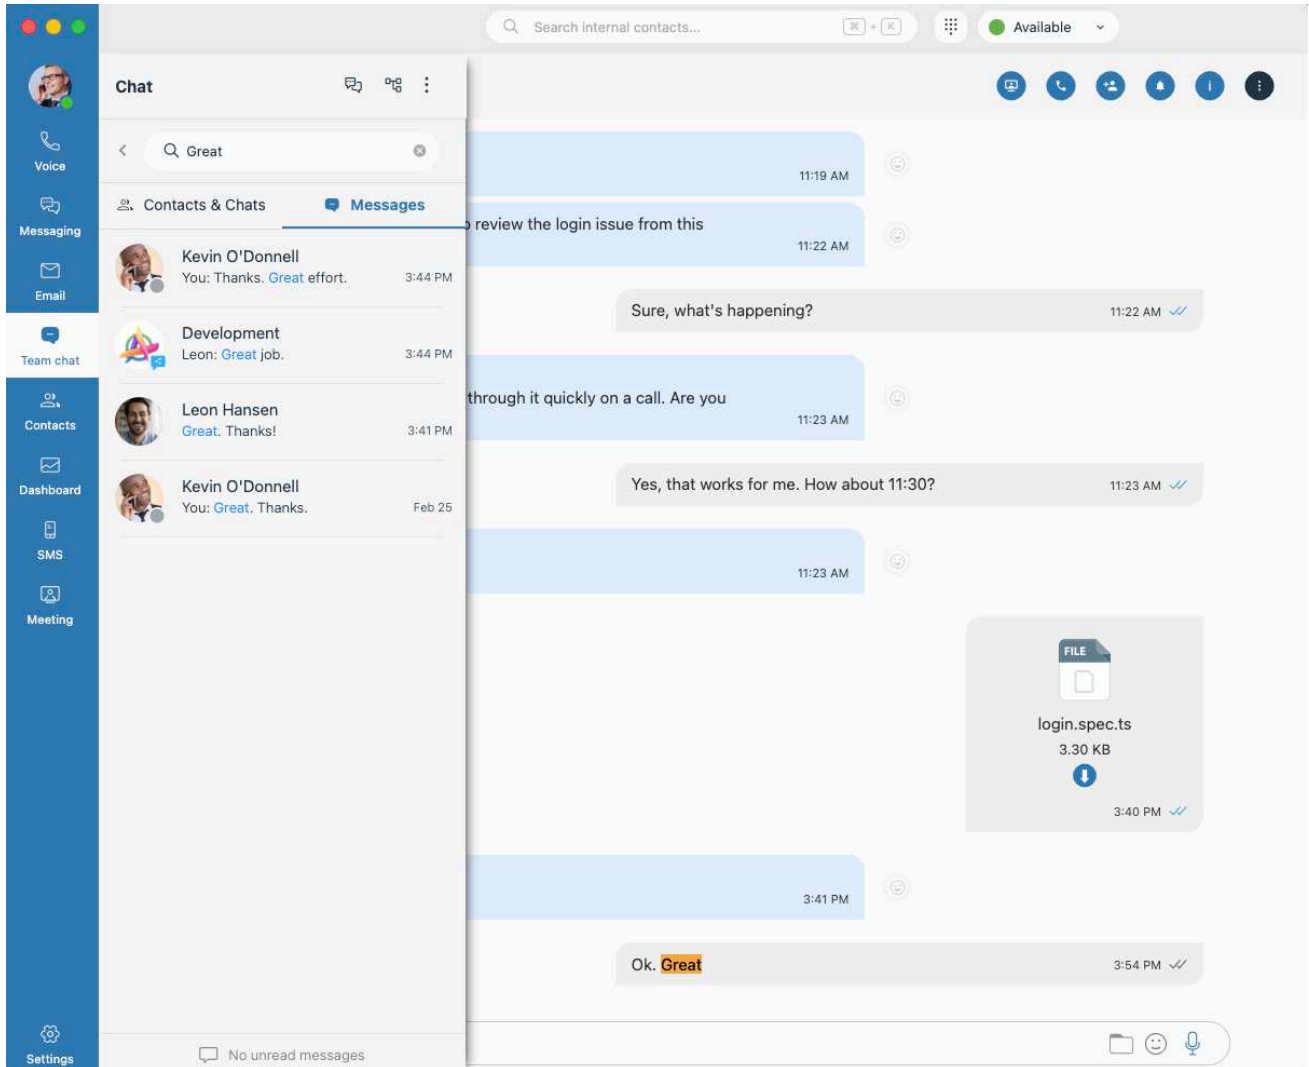 Search internal contacts...
⌘ + K
Available
Chat
Voice
Messaging
Email
Team chat
Contacts
Dashboard
SMS
Meeting
Settings
Great
Contacts & Chats
Messages
Kevin O'Donnell
You: Thanks. Great effort.
3:44 PM
Development
Leon: Great job.
3:44 PM
Leon Hansen
Great. Thanks!
3:41 PM
Kevin O'Donnell
You: Great. Thanks.
Feb 25
No unread messages
11:19 AM
review the login issue from this
11:22 AM
Sure, what's happening?
11:22 AM
through it quickly on a call. Are you
11:23 AM
Yes, that works for me. How about 11:30?
11:23 AM
11:23 AM
FILE
login.spec.ts
3.30 KB
3:40 PM
3:41 PM
Ok. Great
3:54 PM